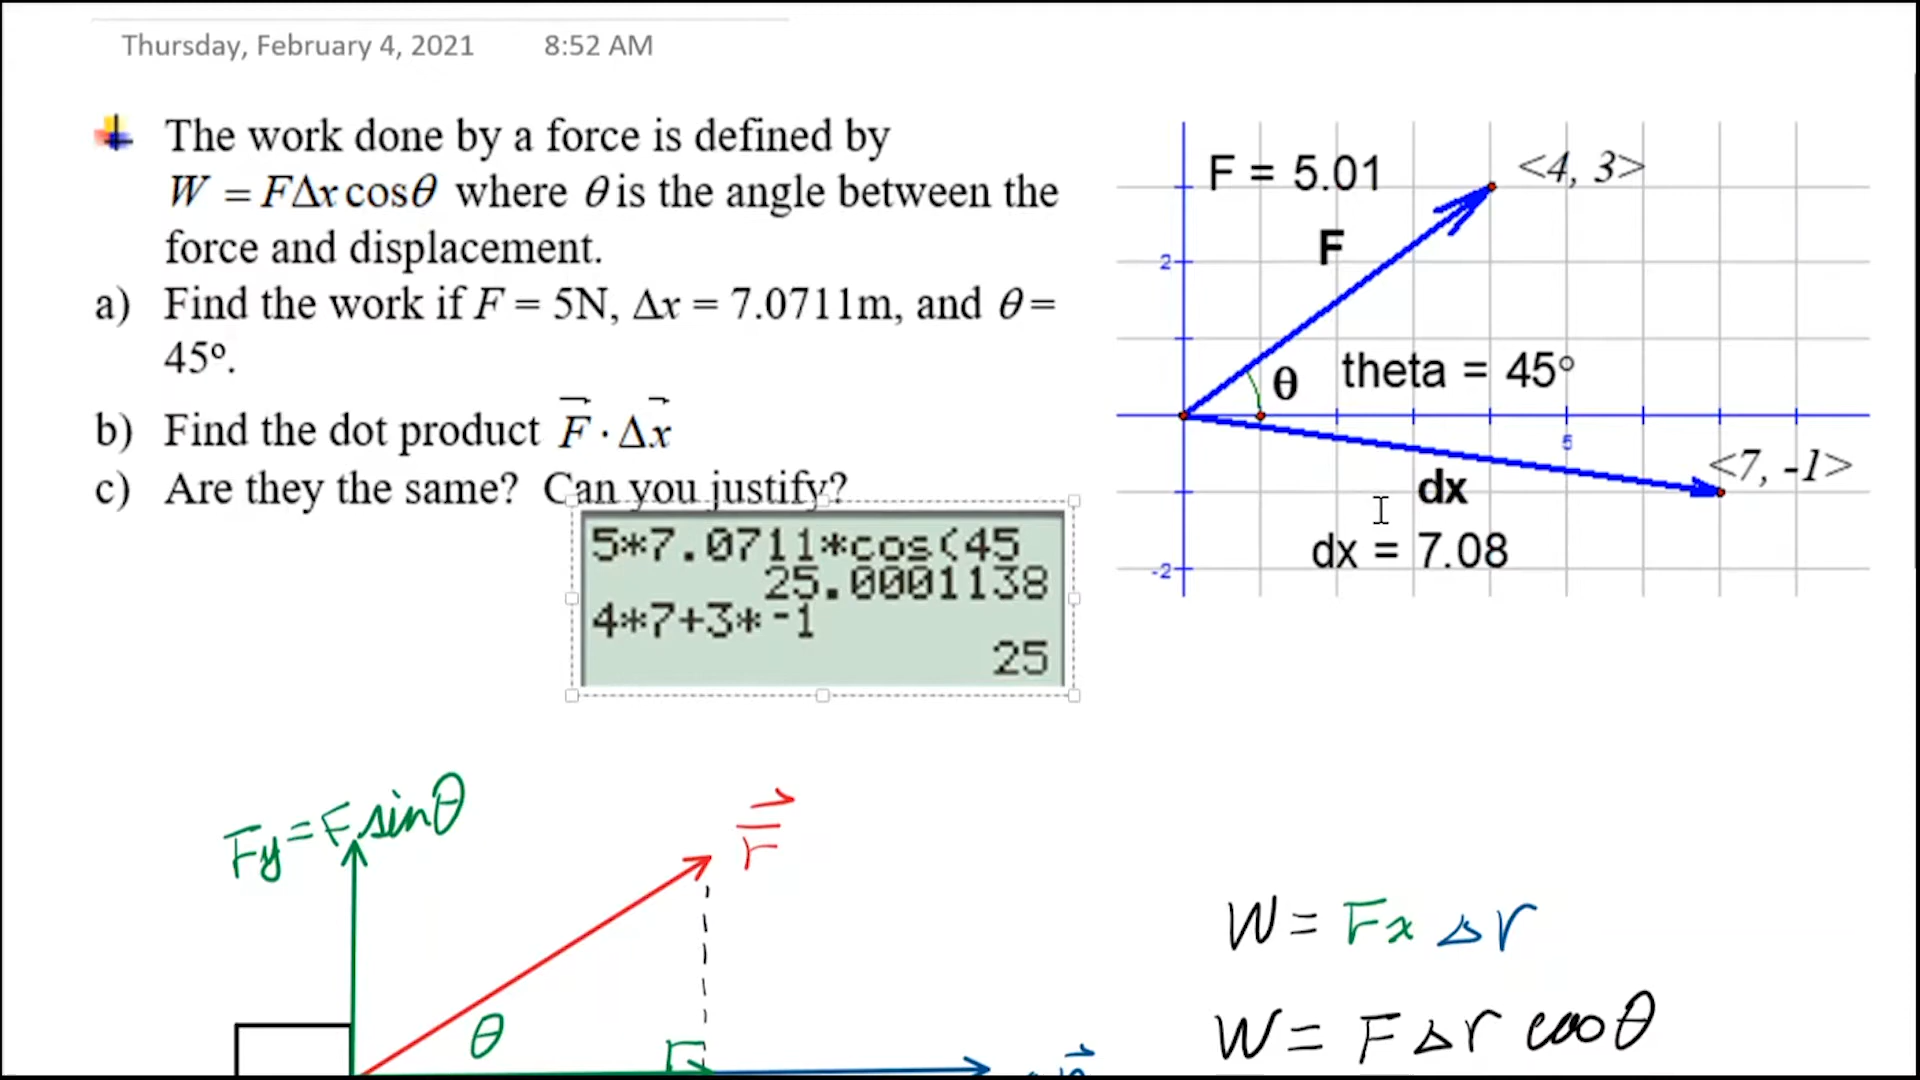 Thursday, February 4, 2021 8:52 AM
The work done by a force is defined by
W = FΔx cosθ where θ is the angle between the
force and displacement.
a) Find the work if F = 5N, Δx = 7.0711m, and θ =
45º.
b) Find the dot product F⃗ · Δx⃗
c) Are they the same? Can you justify?
5*7.0711*cos(45
25.0001138
4*7+3*-1
25
F = 5.01
<4, 3>
F
2
θ theta = 45°
5
<7, -1>
dx
dx = 7.08
-2
Fy = F sinθ
F⃗
θ
W = Fx Δr
W = F Δr cosθ